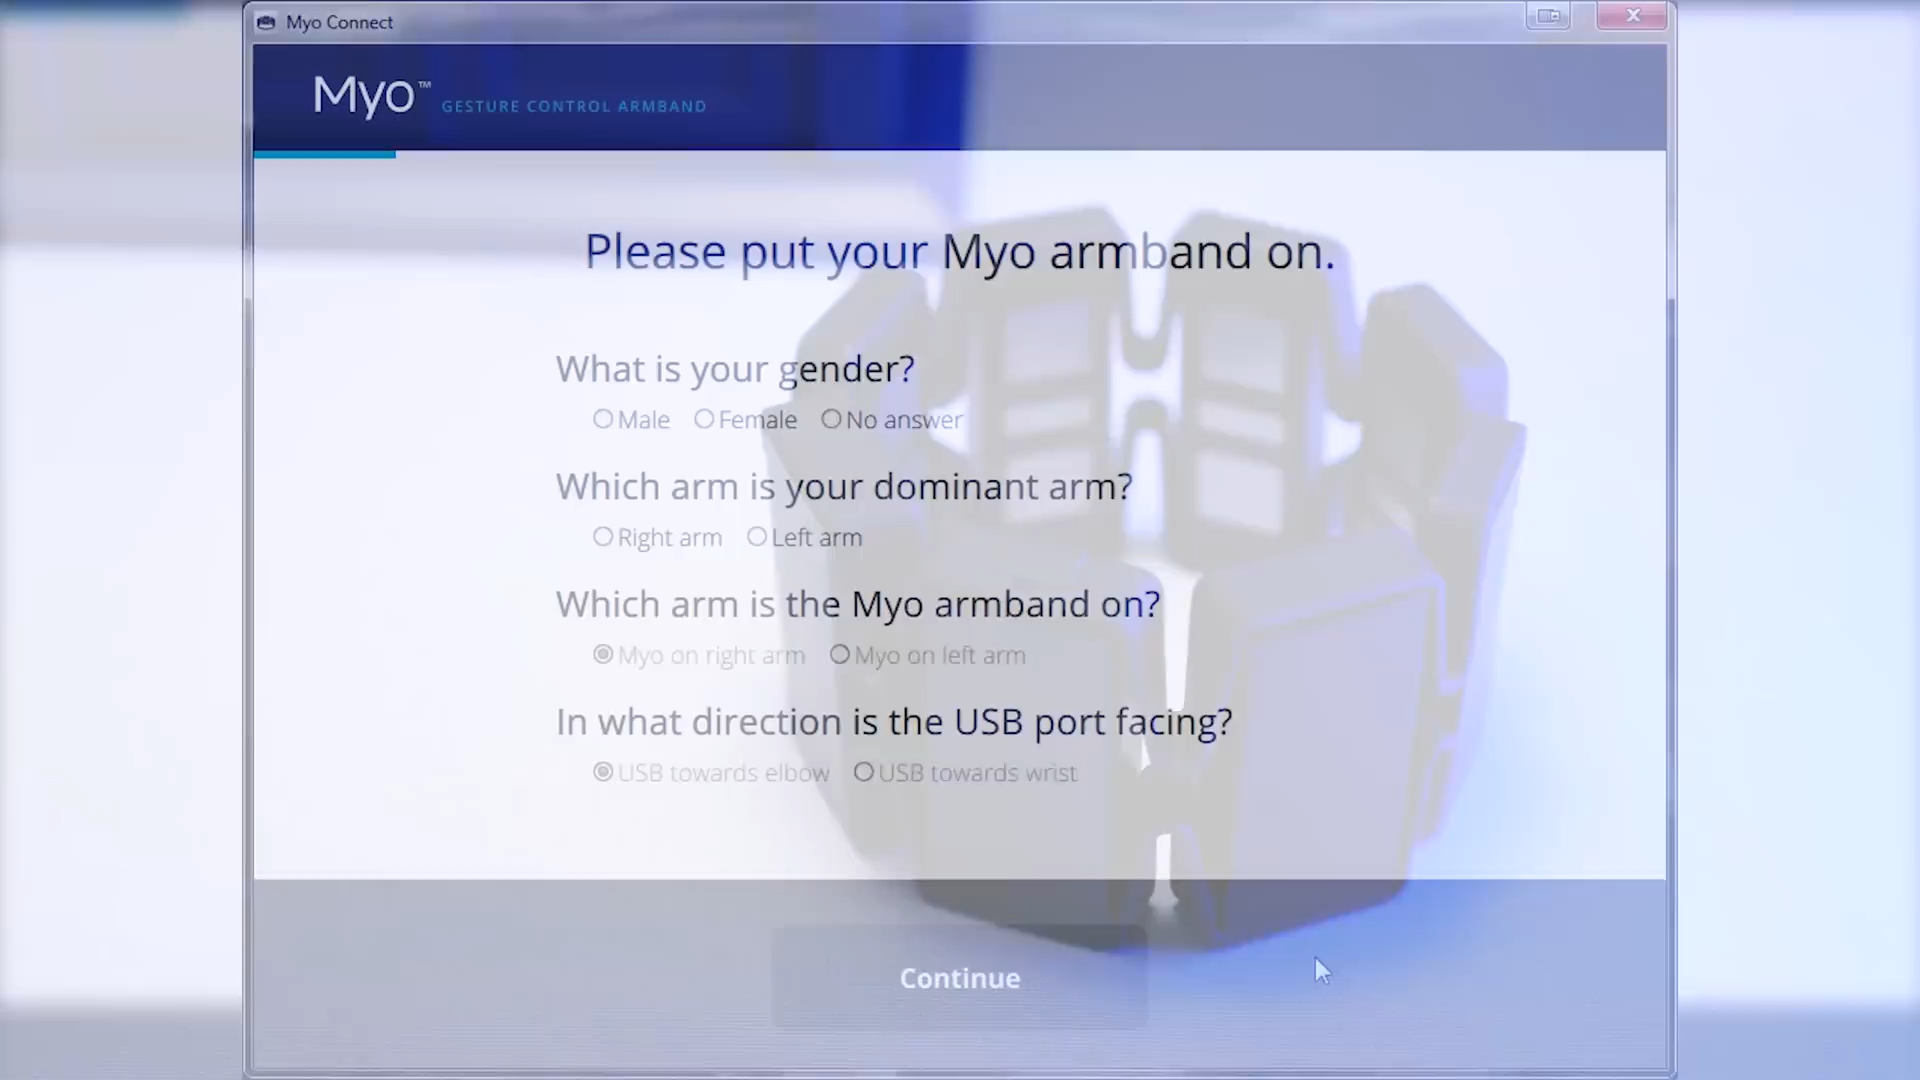 Myo Connect
Myo™ GESTURE CONTROL ARMBAND
Please put your Myo armband on.
What is your gender?
Male Female No answer
Which arm is your dominant arm?
Right arm Left arm
Which arm is the Myo armband on?
Myo on right arm Myo on left arm
In what direction is the USB port facing?
USB towards elbow USB towards wrist
Continue